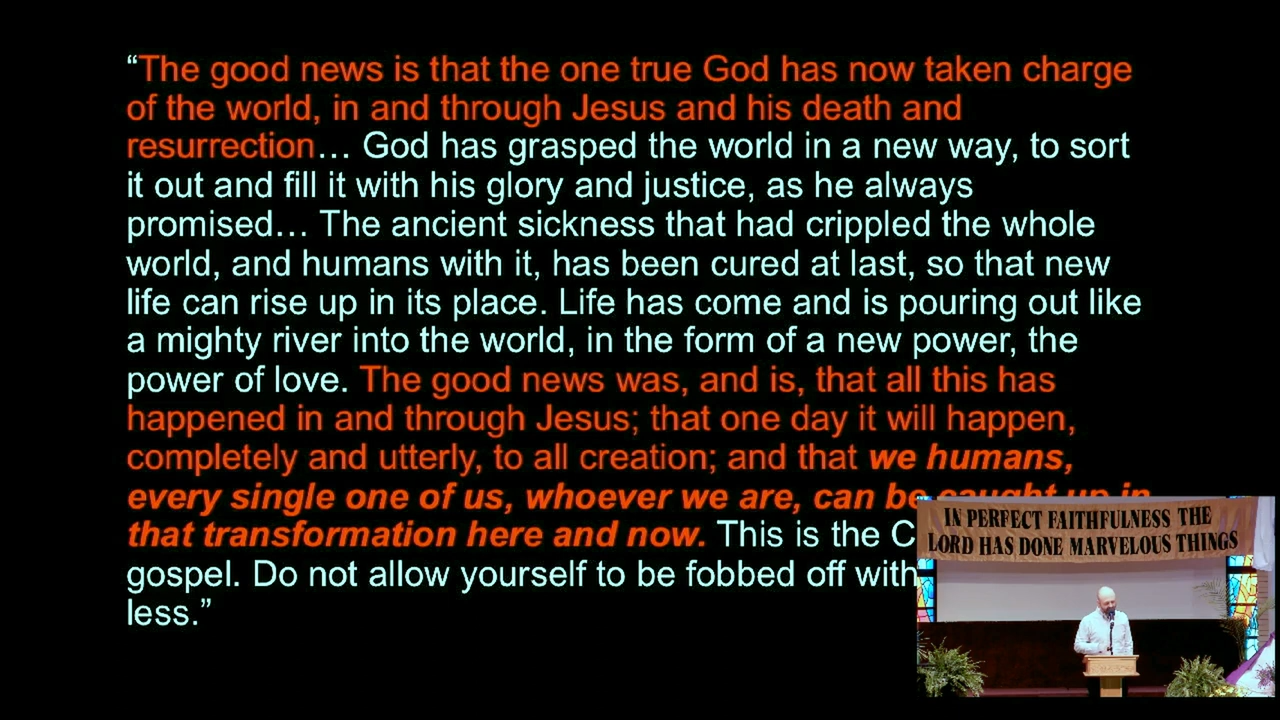 “The good news is that the one true God has now taken charge
of the world, in and through Jesus and his death and
resurrection… God has grasped the world in a new way, to sort
it out and fill it with his glory and justice, as he always
promised… The ancient sickness that had crippled the whole
world, and humans with it, has been cured at last, so that new
life can rise up in its place. Life has come and is pouring out like
a mighty river into the world, in the form of a new power, the
power of love. The good news was, and is, that all this has
happened in and through Jesus; that one day it will happen,
completely and utterly, to all creation; and that we humans,
every single one of us, whoever we are, can be caught up in
that transformation here and now. This is the
gospel. Do not allow yourself to be fobbed off with
less.”
IN PERFECT FAITHFULNESS THE
LORD HAS DONE MARVELOUS THINGS